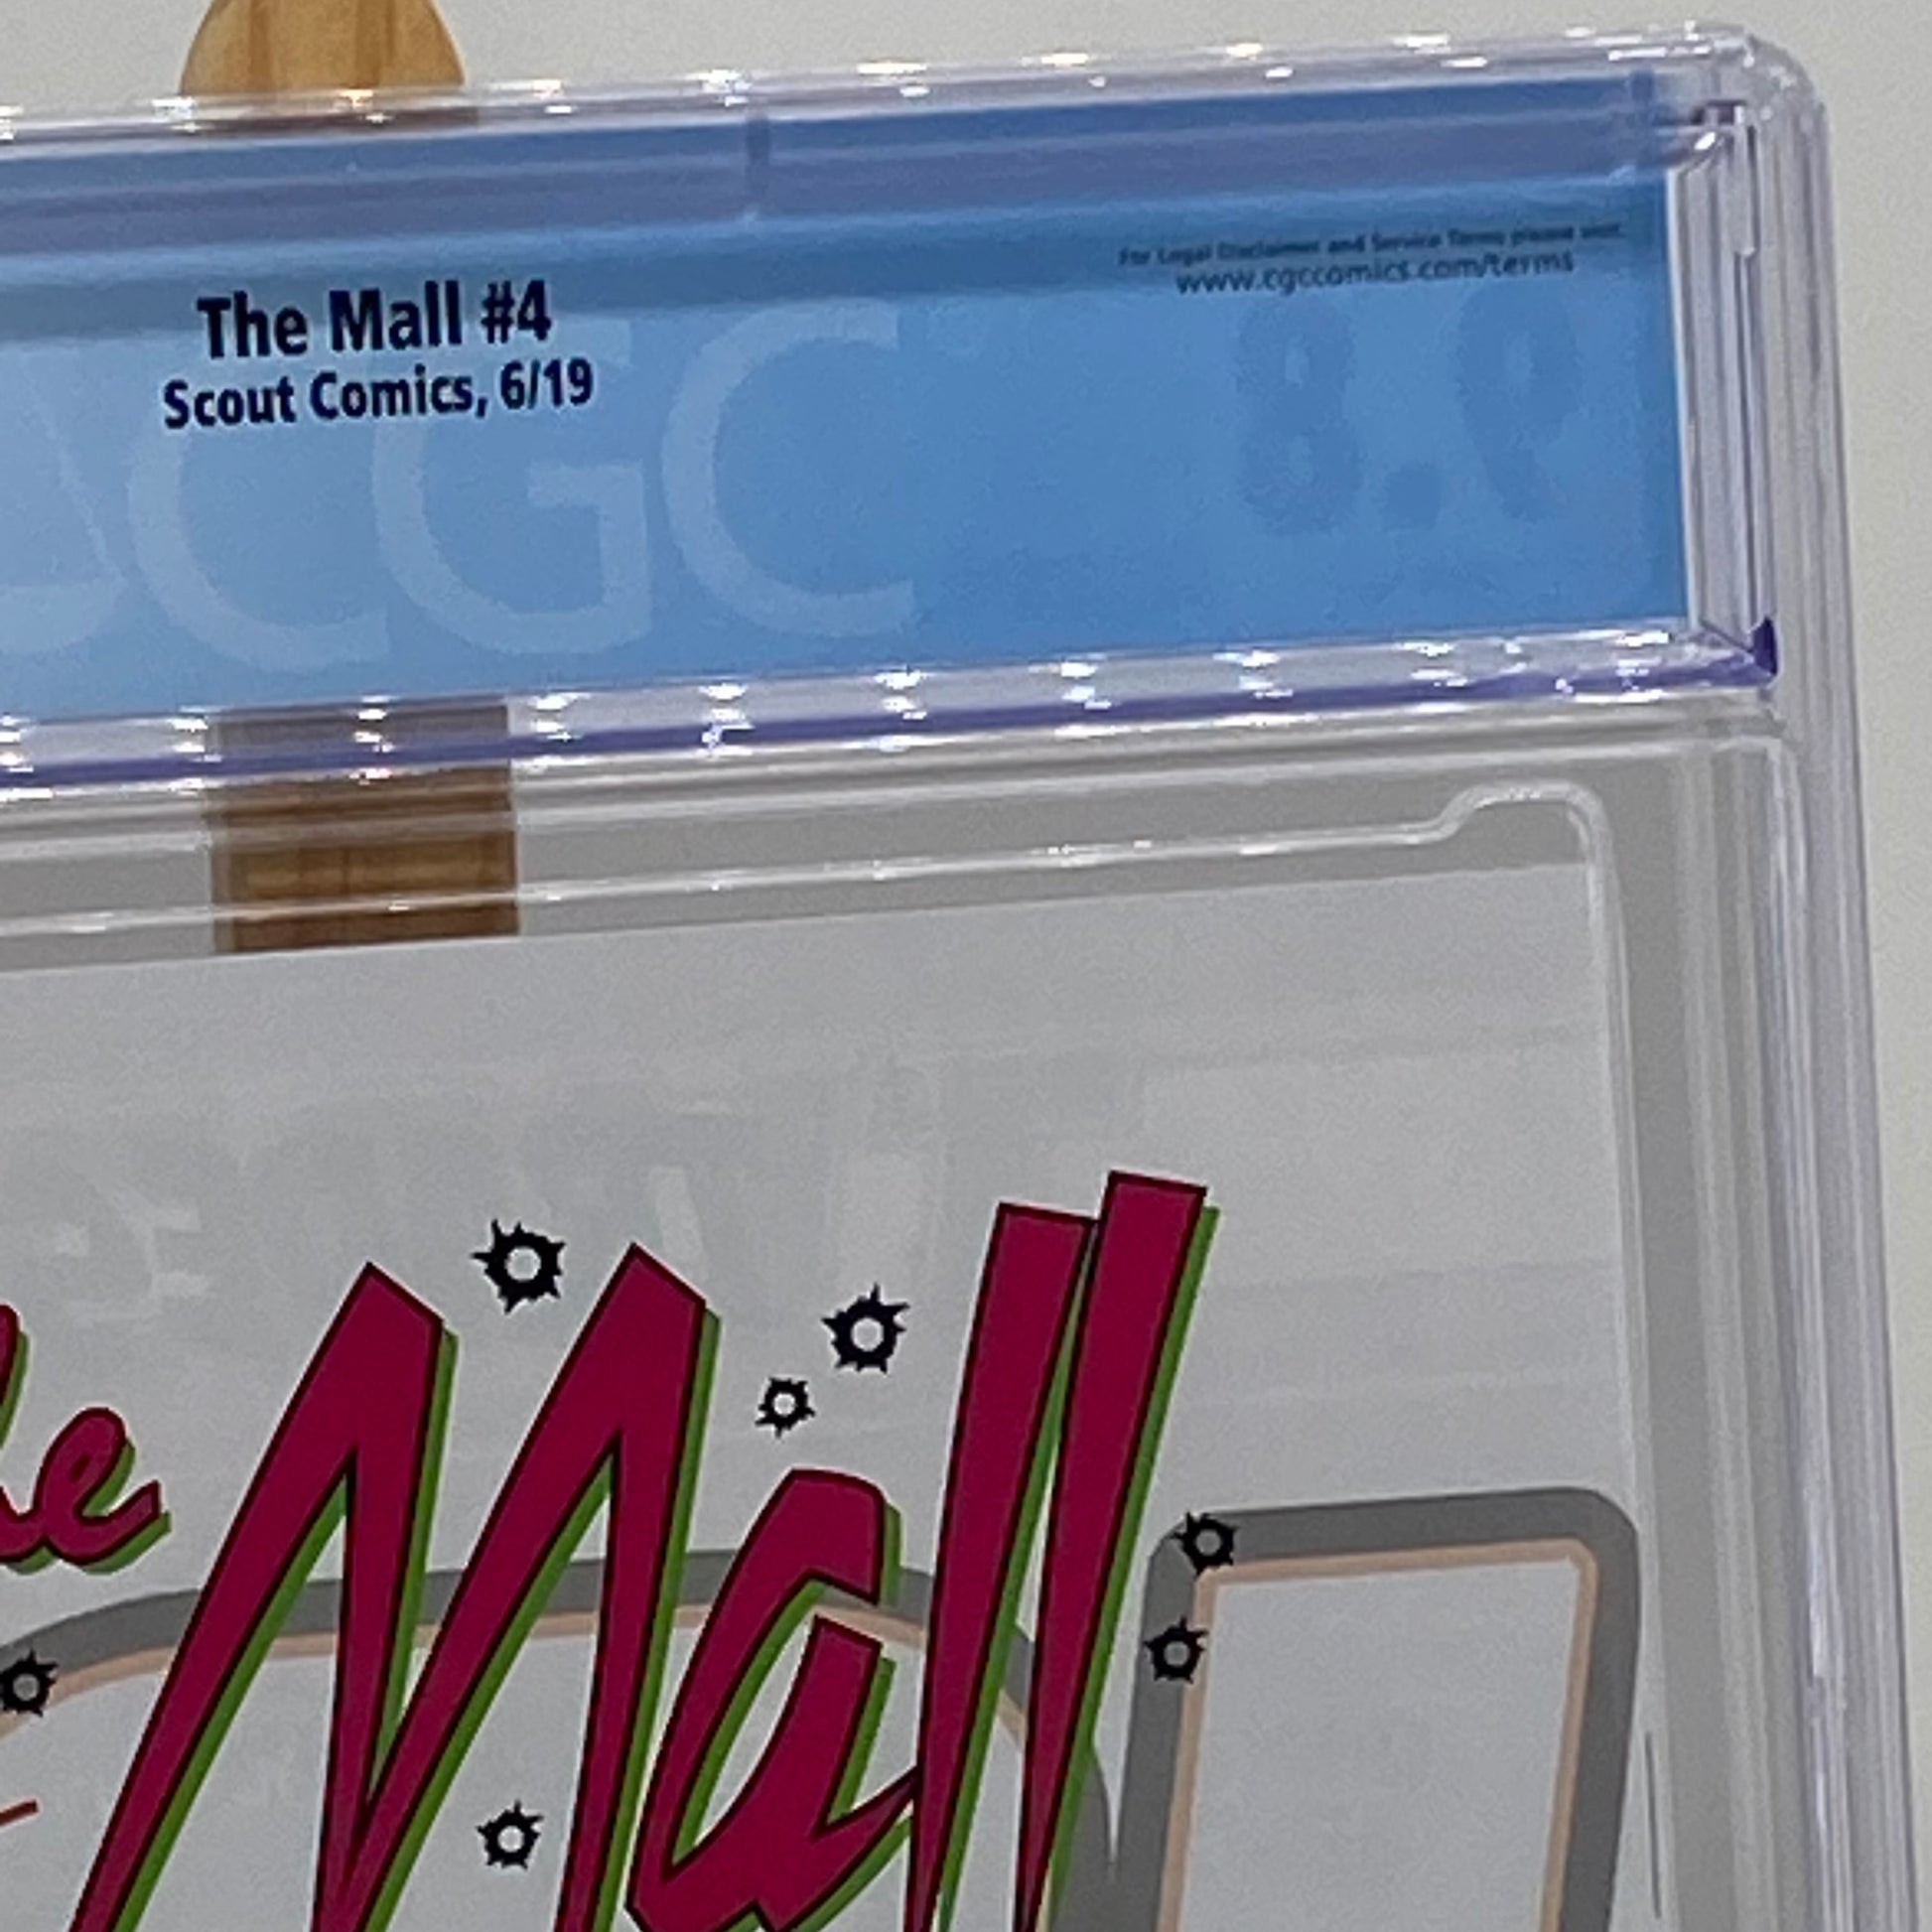 For Legal Disclaimer and Service Terms please visit:
www.cgccomics.com/terms
The Mall #4
Scout Comics, 6/19
CGC
Mall